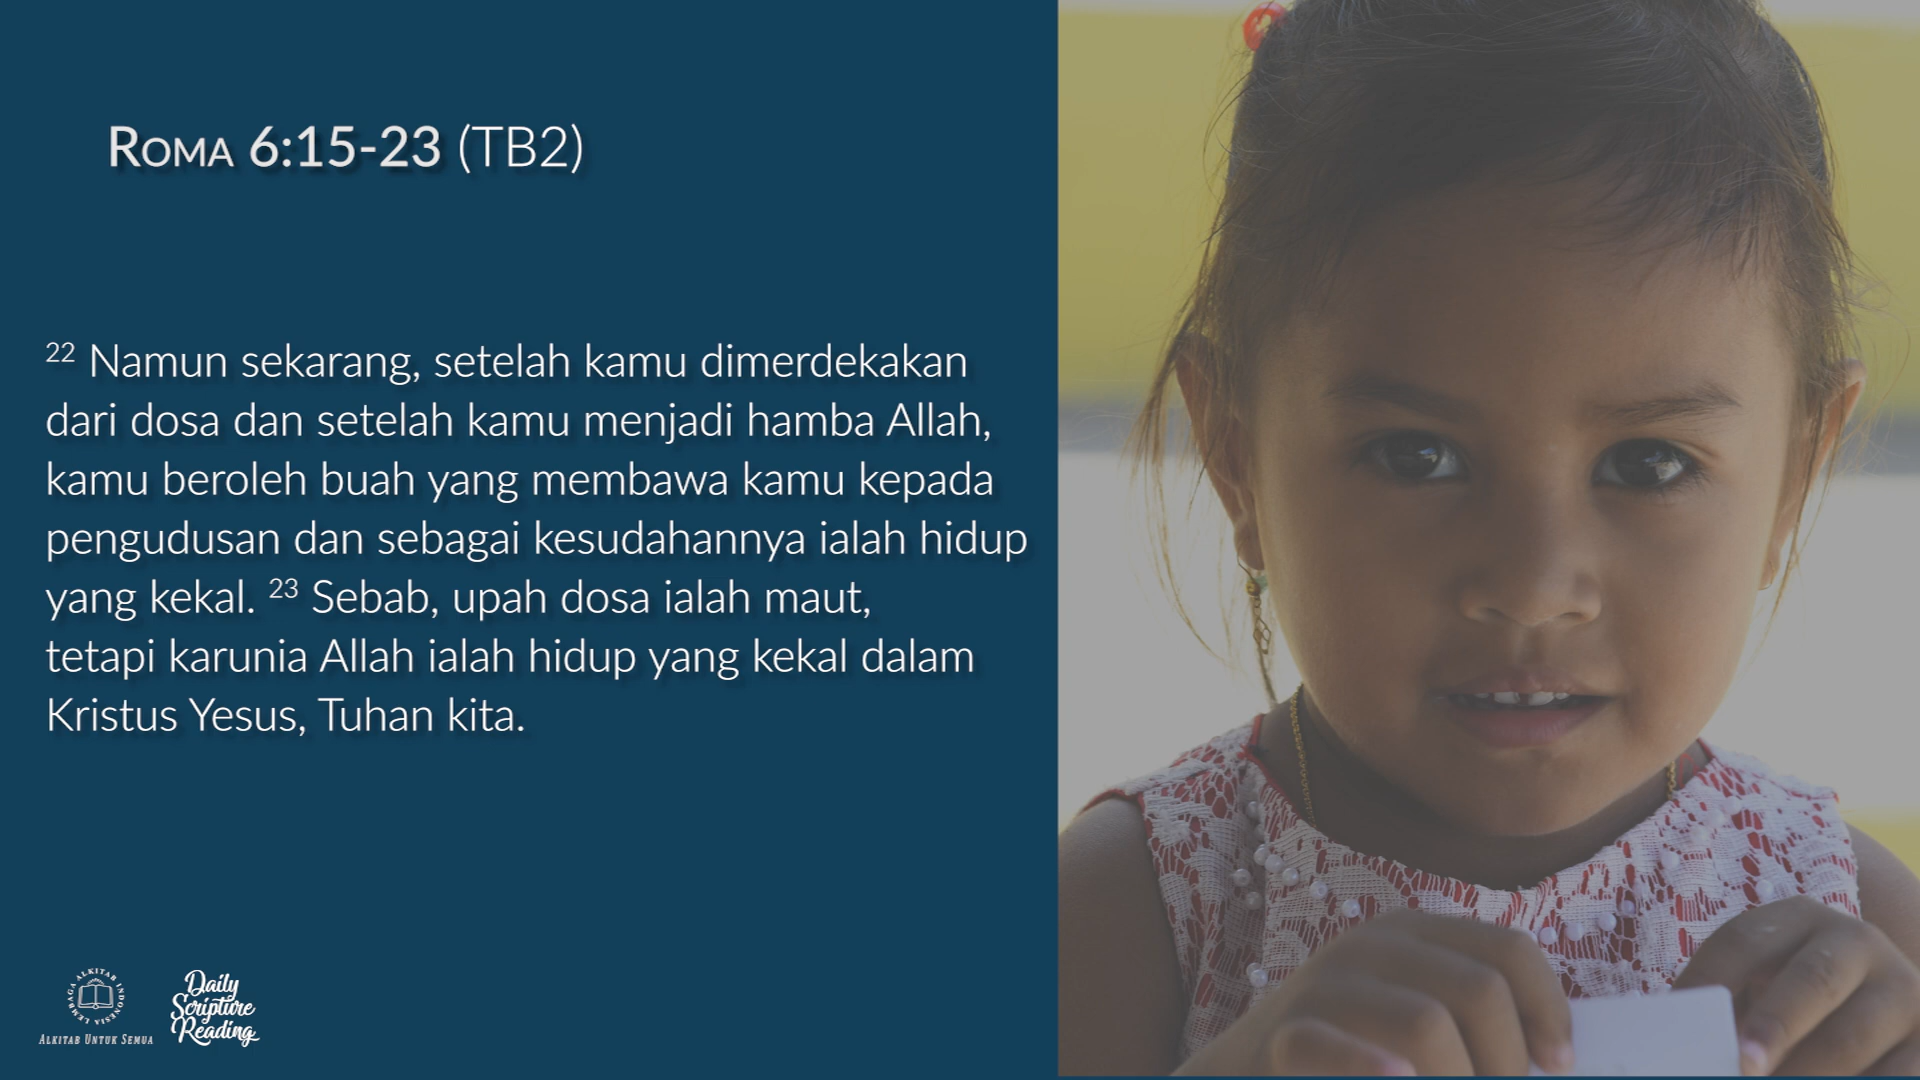 Roma 6:15-23 (TB2)
22 Namun sekarang, setelah kamu dimerdekakan
dari dosa dan setelah kamu menjadi hamba Allah,
kamu beroleh buah yang membawa kamu kepada
pengudusan dan sebagai kesudahannya ialah hidup
yang kekal. 23 Sebab, upah dosa ialah maut,
tetapi karunia Allah ialah hidup yang kekal dalam
Kristus Yesus, Tuhan kita.
LEMBAGA ALKITAB INDONESIA
Alkitab Untuk Semua
Daily
Scripture
Reading